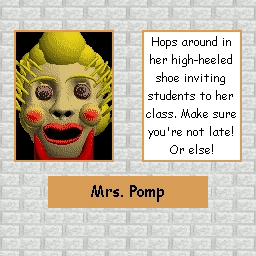 Hops around in
her high-heeled
shoe inviting
students to her
class. Make sure
you're not late!
Or else!
Mrs. Pomp